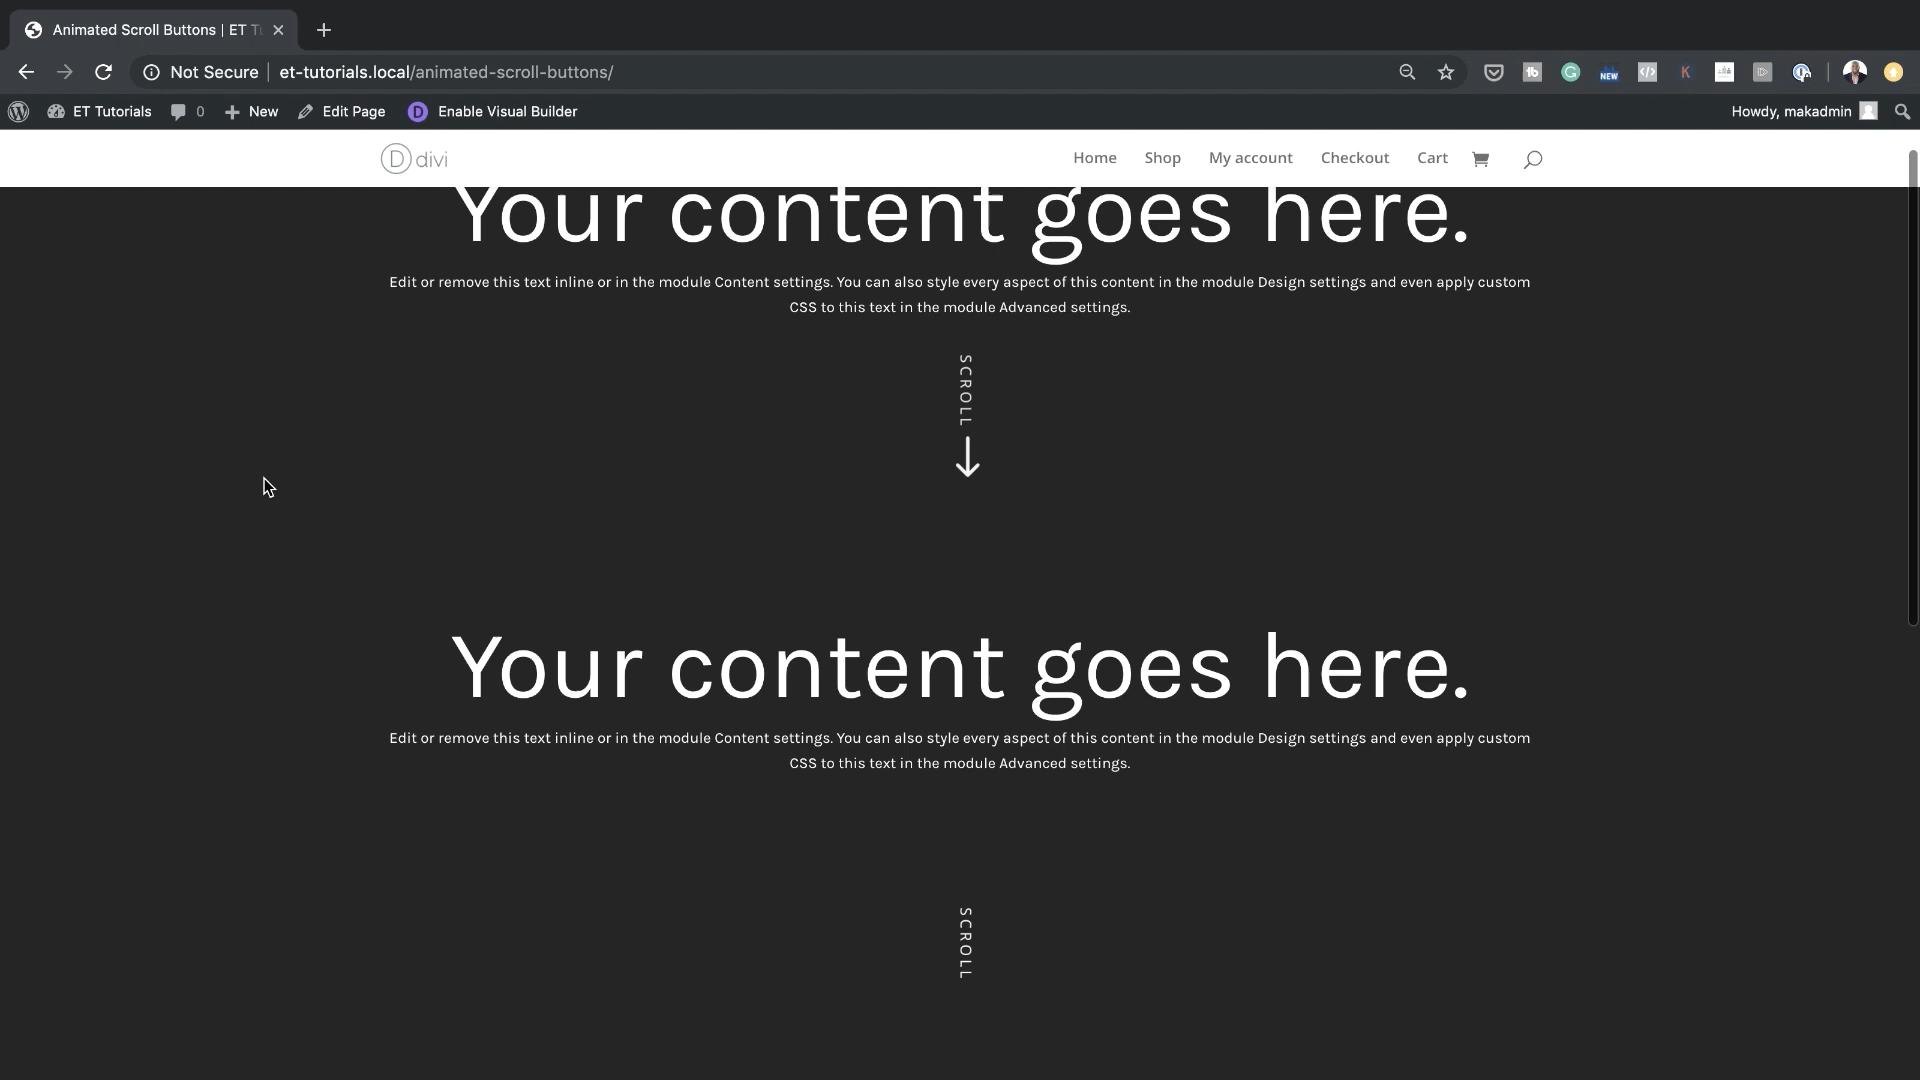 Animated Scroll Buttons | ET T
Not Secure
et-tutorials.local/animated-scroll-buttons/
NEW
K
ET Tutorials
0
New
Edit Page
D
Enable Visual Builder
Howdy, makadmin
D divi
Home
Shop
My account
Checkout
Cart
Your content goes here.
Edit or remove this text inline or in the module Content settings. You can also style every aspect of this content in the module Design settings and even apply custom
CSS to this text in the module Advanced settings.
SCROLL
Your content goes here.
Edit or remove this text inline or in the module Content settings. You can also style every aspect of this content in the module Design settings and even apply custom
CSS to this text in the module Advanced settings.
SCROLL